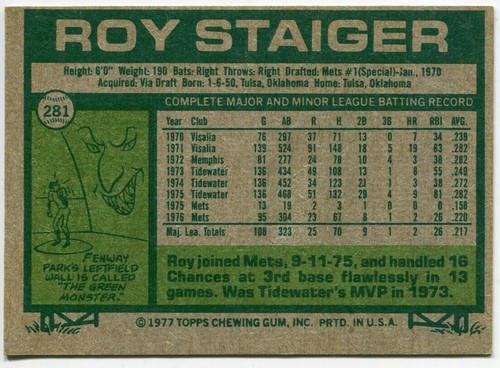 ROY STAIGER
Height: 6'0" Weight: 190 Bats: Right Throws: Right Drafted: Mets #1(Special)-Jan., 1970
Acquired: Via Draft Born: 1-6-50, Tulsa, Oklahoma Home: Tulsa, Oklahoma
281
COMPLETE MAJOR AND MINOR LEAGUE BATTING RECORD
Year Club G AB R H 2B 3B HR RBI AVG.
1970 Visalia 76 297 37 71 13 0 7 34 .239
1971 Visalia 139 524 91 148 18 5 19 83 .282
1972 Memphis 81 277 24 78 10 3 1 38 .282
1973 Tidewater 136 434 49 108 13 8 3 55 .249
1974 Tidewater 134 452 34 123 21 1 3 38 .272
1975 Tidewater 136 468 51 132 29 4 9 81 .282
1975 Mets 13 19 2 3 1 0 0 0 .158
1976 Mets 95 304 23 67 8 1 2 26 .220
Maj. Lea. Totals 108 323 25 70 9 1 2 26 .217
FENWAY
PARK'S LEFTFIELD
WALL IS CALLED
"THE GREEN
MONSTER."
Roy joined Mets, 9-11-75, and handled 16
Chances at 3rd base flawlessly in 13
games. Was Tidewater's MVP in 1973.
© 1977 TOPPS CHEWING GUM, INC. PRTD. IN U.S.A.